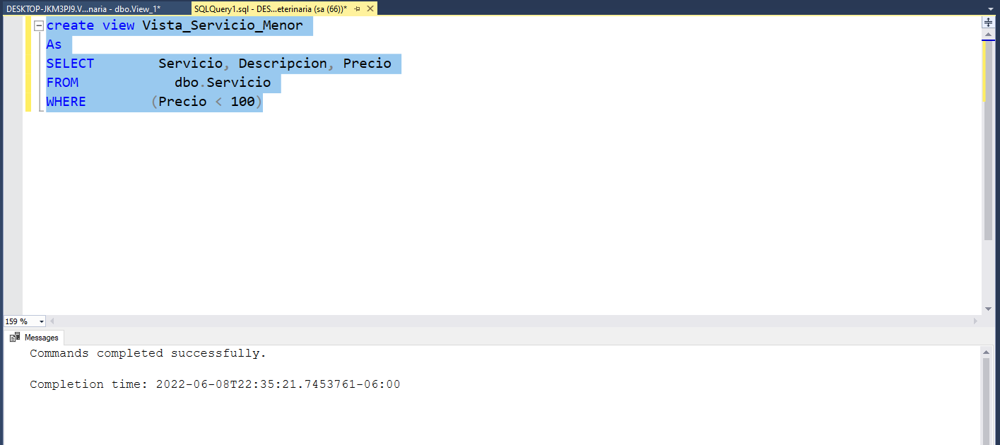 DESKTOP-JKM3PJ9.V...naria - dbo.View_1*
SQLQuery1.sql - DES...eterinaria (sa (66))*
create view Vista_Servicio_Menor
As
SELECT Servicio, Descripcion, Precio
FROM dbo.Servicio
WHERE (Precio < 100)
159 %
Messages
Commands completed successfully.
Completion time: 2022-06-08T22:35:21.7453761-06:00